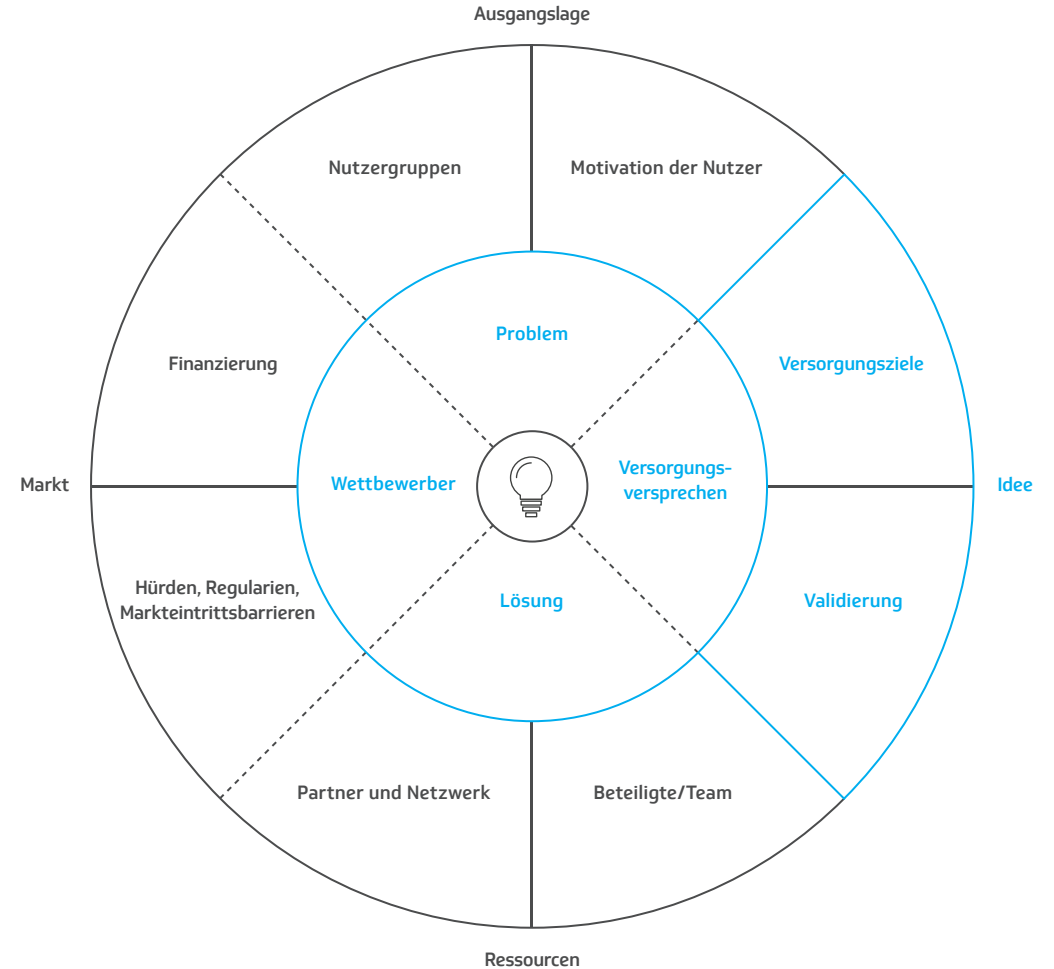 Ausgangslage
Nutzergruppen
Motivation der Nutzer
Problem
Finanzierung
Versorgungsziele
Markt
Wettbewerber
Versorgungs-
versprechen
Idee
Hürden, Regularien,
Markteintrittsbarrieren
Lösung
Validierung
Partner und Netzwerk
Beteiligte/Team
Ressourcen